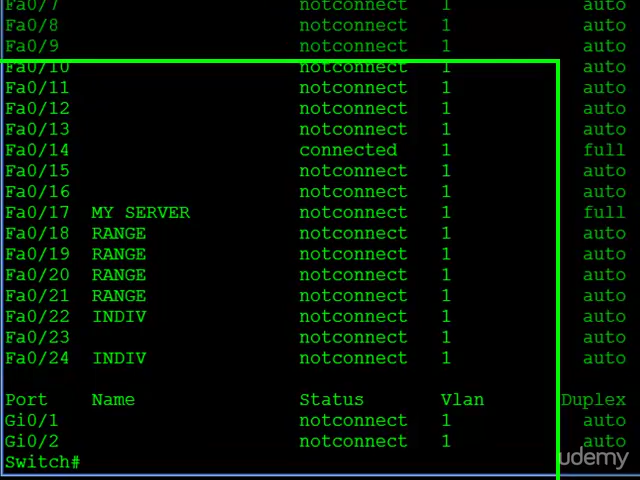 Fa0/7 notconnect 1 auto
Fa0/8 notconnect 1 auto
Fa0/9 notconnect 1 auto
Fa0/10 notconnect 1 auto
Fa0/11 notconnect 1 auto
Fa0/12 notconnect 1 auto
Fa0/13 notconnect 1 auto
Fa0/14 connected 1 full
Fa0/15 notconnect 1 auto
Fa0/16 notconnect 1 auto
Fa0/17 MY SERVER notconnect 1 full
Fa0/18 RANGE notconnect 1 auto
Fa0/19 RANGE notconnect 1 auto
Fa0/20 RANGE notconnect 1 auto
Fa0/21 RANGE notconnect 1 auto
Fa0/22 INDIV notconnect 1 auto
Fa0/23 notconnect 1 auto
Fa0/24 INDIV notconnect 1 auto
Port Name Status Vlan Duplex
Gi0/1 notconnect 1 auto
Gi0/2 notconnect 1 auto
Switch#
udemy